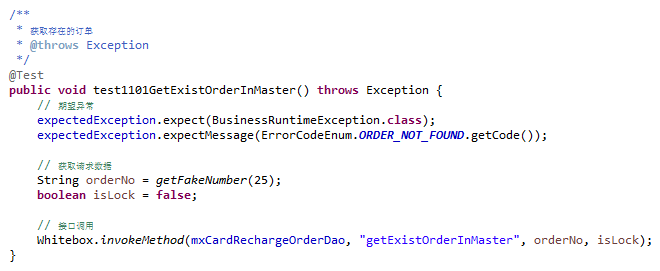 /**
 * 获取存在的订单
 * @throws Exception
 */
@Test
public void test1101GetExistOrderInMaster() throws Exception {
    // 期望异常
    expectedException.expect(BusinessRuntimeException.class);
    expectedException.expectMessage(ErrorCodeEnum.ORDER_NOT_FOUND.getCode());

    // 获取请求数据
    String orderNo = getFakeNumber(25);
    boolean isLock = false;

    // 接口调用
    Whitebox.invokeMethod(mxCardRechargeOrderDao, "getExistOrderInMaster", orderNo, isLock);
}